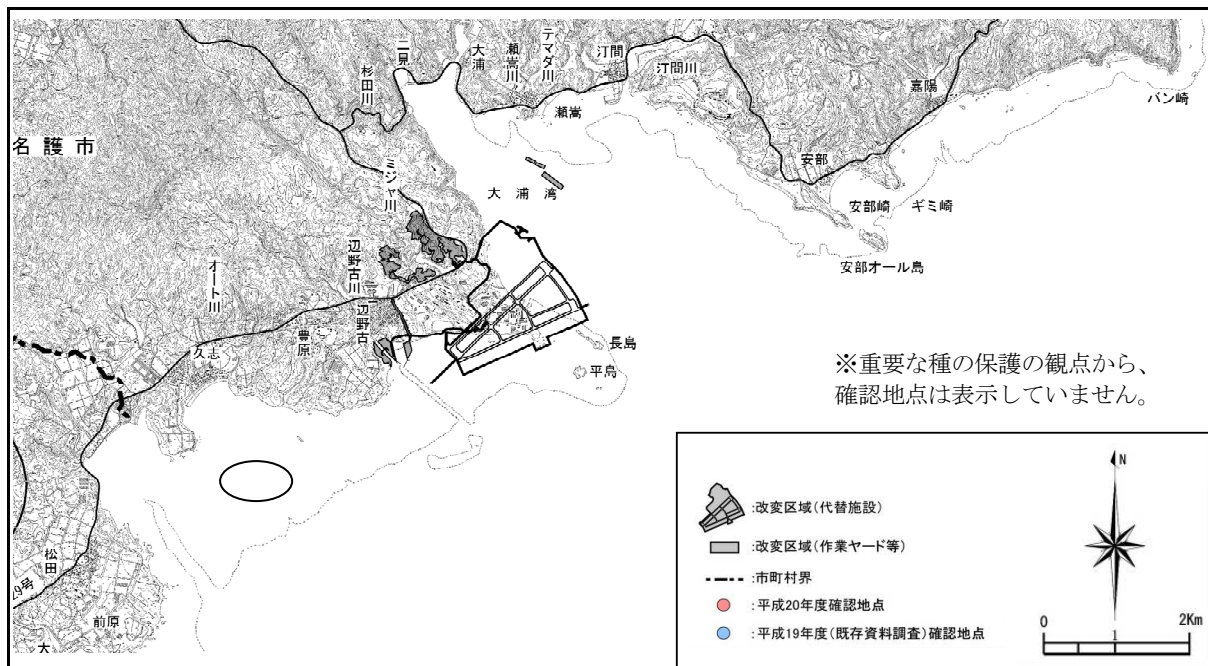 名護市
杉田川
二見
大浦
瀬嵩川
テマダ川
汀間
汀間川
嘉陽
バン崎
瀬嵩
安部
大浦湾
ミジャ川
安部崎
ギミ崎
安部オール島
辺野古川
オート川
辺野古
豊原
久志
長島
平島
松田
29号
前原
大
※重要な種の保護の観点から、
確認地点は表示していません。
:改変区域(代替施設)
:改変区域(作業ヤード等)
:市町村界
:平成20年度確認地点
:平成19年度(既存資料調査)確認地点
N
0 1 2Km